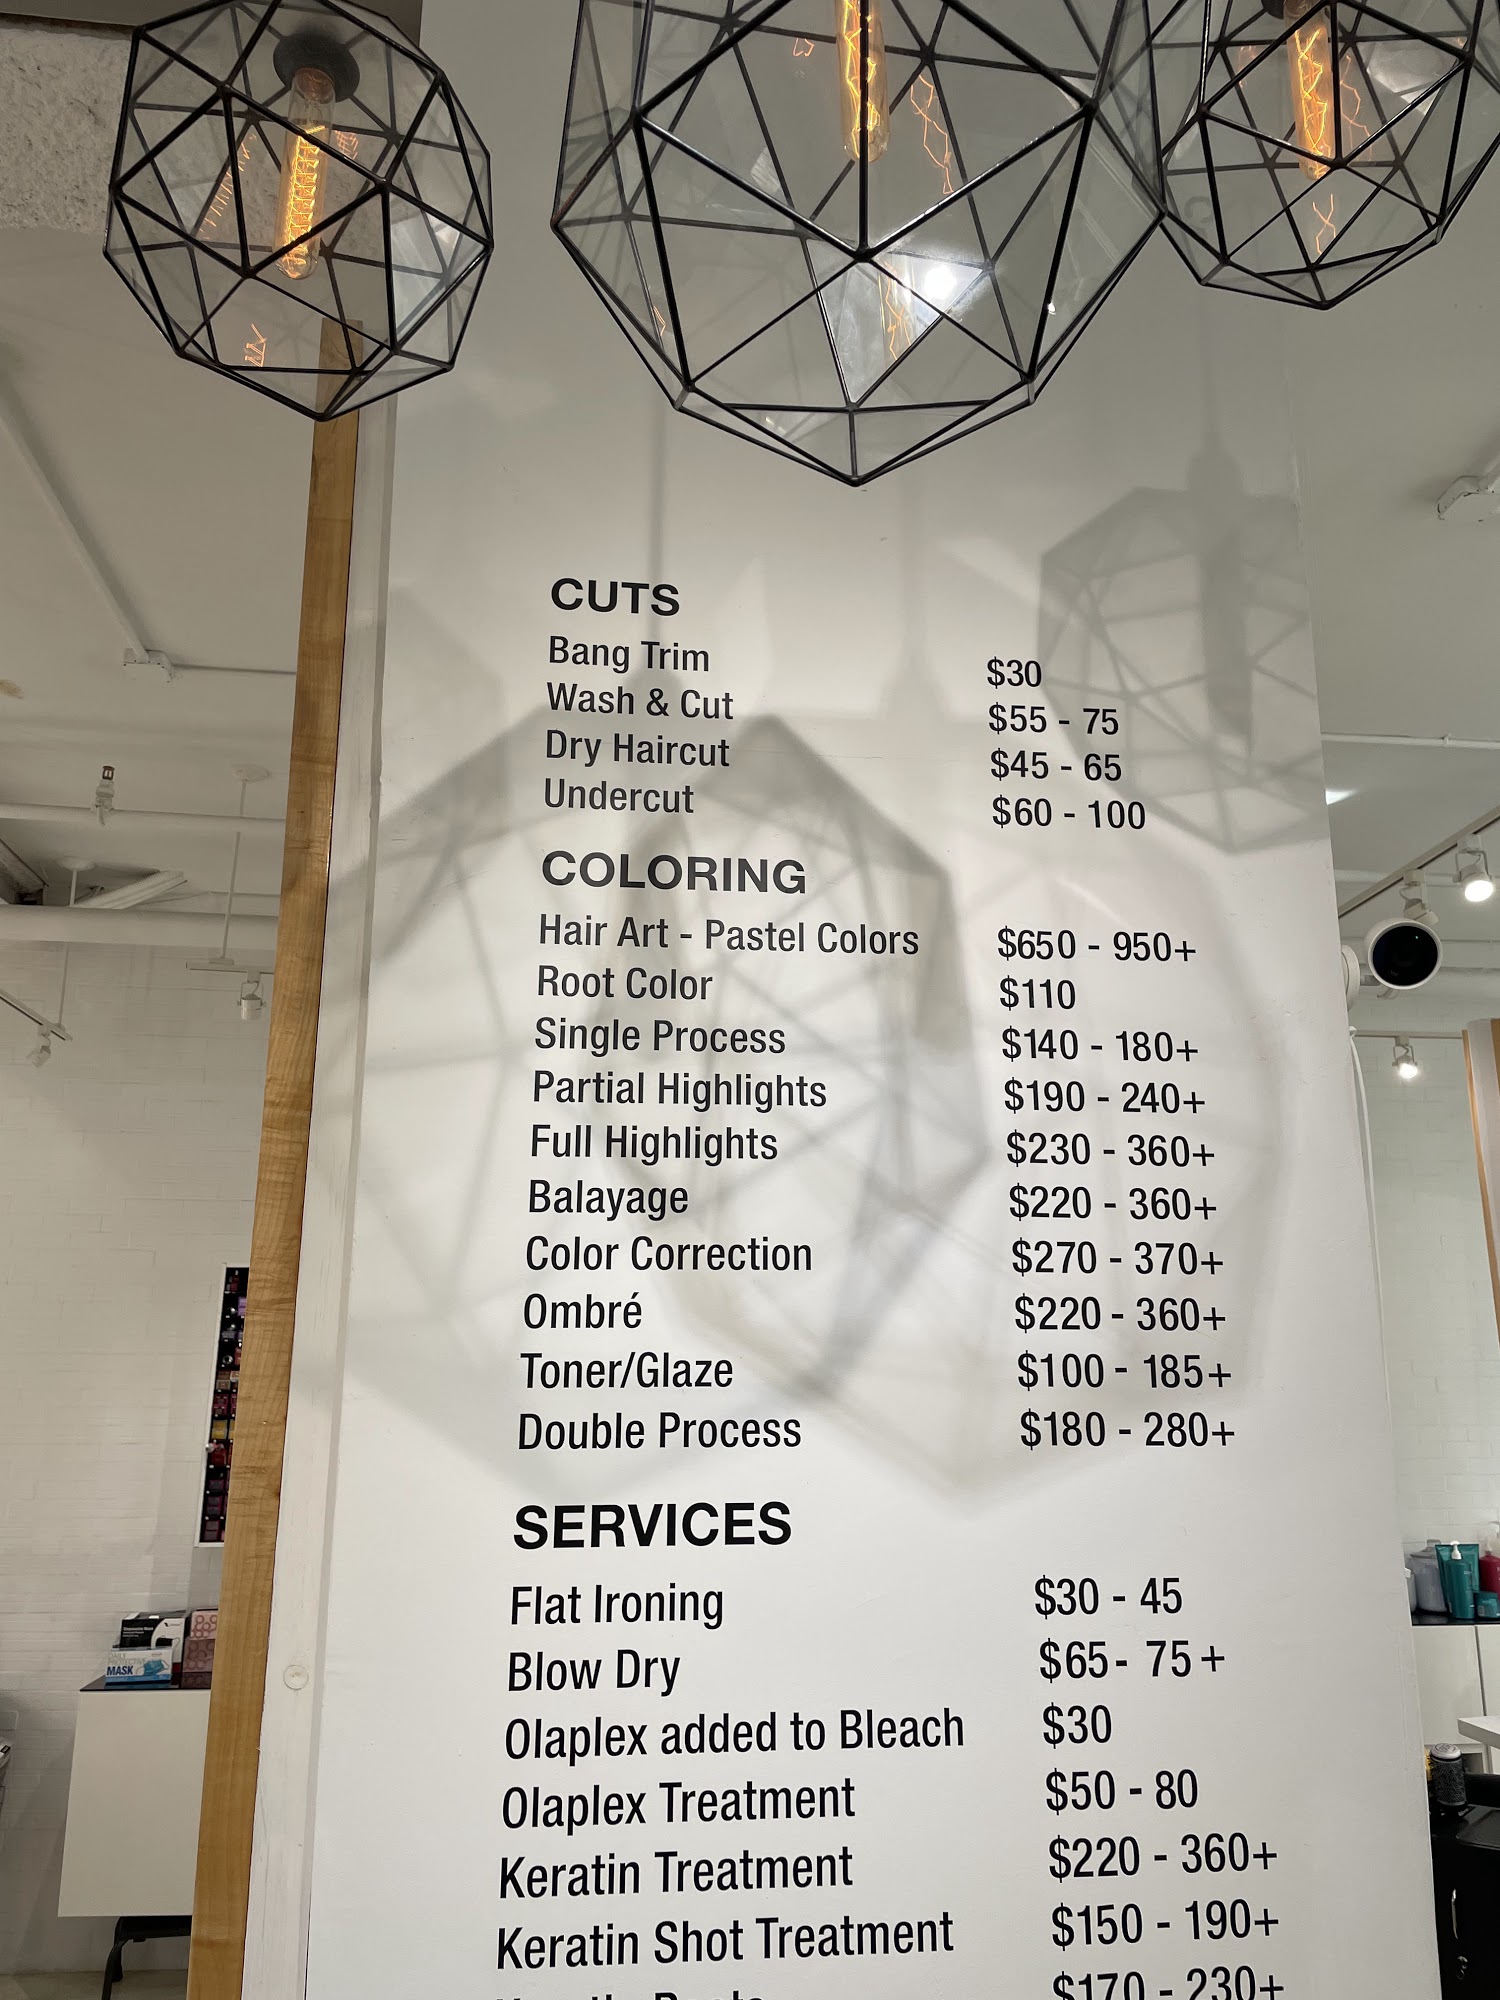 CUTS
Bang Trim $30
Wash & Cut $55 - 75
Dry Haircut $45 - 65
Undercut $60 - 100
COLORING
Hair Art - Pastel Colors $650 - 950+
Root Color $110
Single Process $140 - 180+
Partial Highlights $190 - 240+
Full Highlights $230 - 360+
Balayage $220 - 360+
Color Correction $270 - 370+
Ombré $220 - 360+
Toner/Glaze $100 - 185+
Double Process $180 - 280+
SERVICES
Flat Ironing $30 - 45
Blow Dry $65- 75 +
Olaplex added to Bleach $30
Olaplex Treatment $50 - 80
Keratin Treatment $220 - 360+
Keratin Shot Treatment $150 - 190+
$170 - 230+
MASK